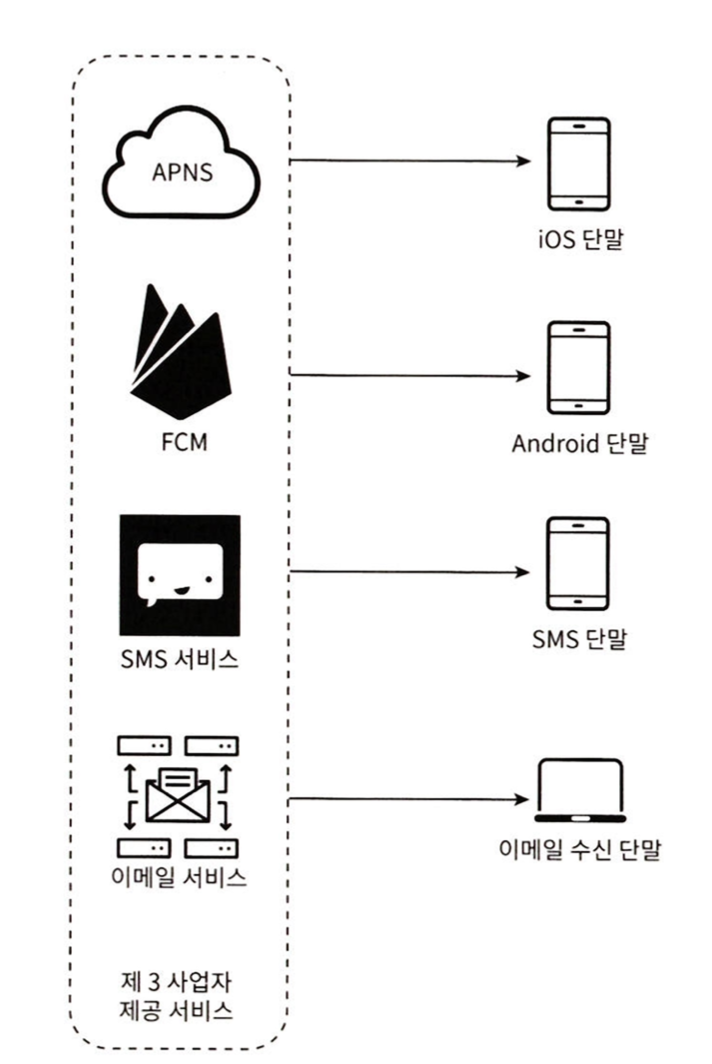 APNS
iOS 단말
FCM
Android 단말
SMS 서비스
SMS 단말
이메일 서비스
이메일 수신 단말
제 3 사업자
제공 서비스